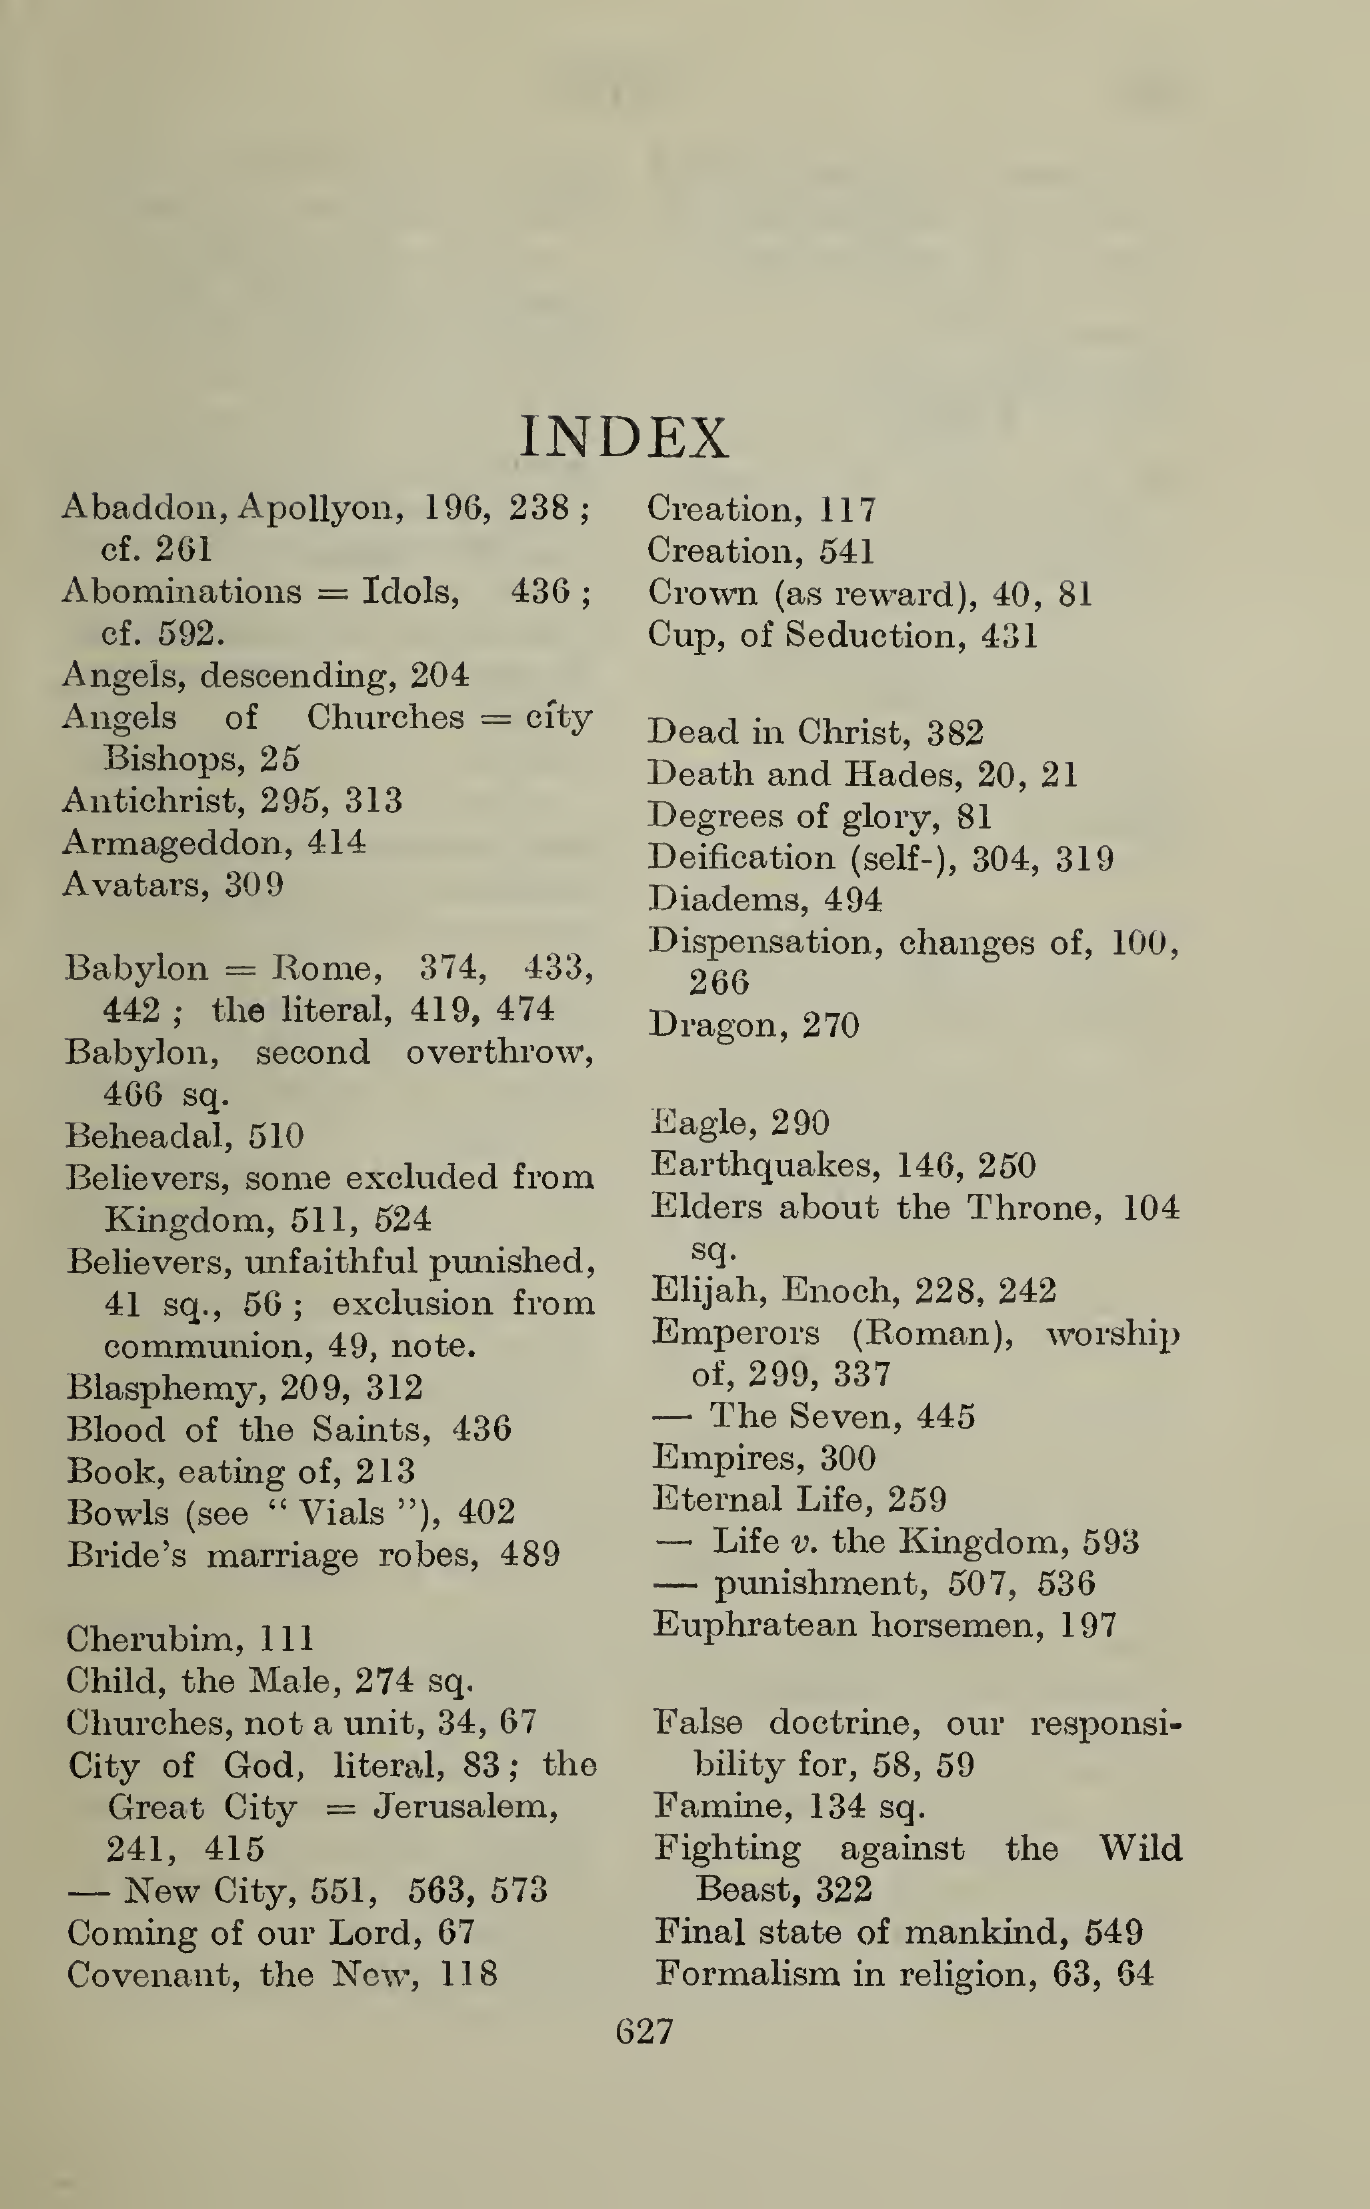 INDEX
Abaddon, Apollyon, 196, 238 ;
cf. 261
Abominations = Idols, 436 ;
cf. 592.
Angels, descending, 204
Angels of Churches = city
Bishops, 25
Antichrist, 295, 313
Armageddon, 414
Avatars, 309
Babylon = Rome, 374, 433,
442 ; the literal, 419, 474
Babylon, second overthrow,
466 sq.
Beheadal, 510
Believers, some excluded from
Kingdom, 511, 524
Believers, unfaithful punished,
41 sq., 56 ; exclusion from
communion, 49, note.
Blasphemy, 209, 312
Blood of the Saints, 436
Book, eating of, 213
Bowls (see “ Vials ”), 402
Bride’s marriage robes, 489
Cherubim, 111
Child, the Male, 274 sq.
Churches, not a unit, 34, 67
City of God, literal, 83 ; the
Great City = Jerusalem,
241, 415
— New City, 551, 563, 573
Coming of our Lord, 67
Covenant, the New, 118
Creation, 117
Creation, 541
Crown (as reward), 40, 81
Cup, of Seduction, 431
Dead in Christ, 382
Death and Hades, 20, 21
Degrees of glory, 81
Deification (self-), 304, 319
Diadems, 494
Dispensation, changes of, 100,
266
Dragon, 270
Eagle, 290
Earthquakes, 146, 250
Elders about the Throne, 104
sq.
Elijah, Enoch, 228, 242
Emperors (Roman), worship
of, 299, 337
— The Seven, 445
Empires, 300
Eternal Life, 259
— Life v. the Kingdom, 593
— punishment, 507, 536
Euphratean horsemen, 197
False doctrine, our responsi-
bility for, 58, 59
Famine, 134 sq.
Fighting against the Wild
Beast, 322
Final state of mankind, 549
Formalism in religion, 63, 64
627